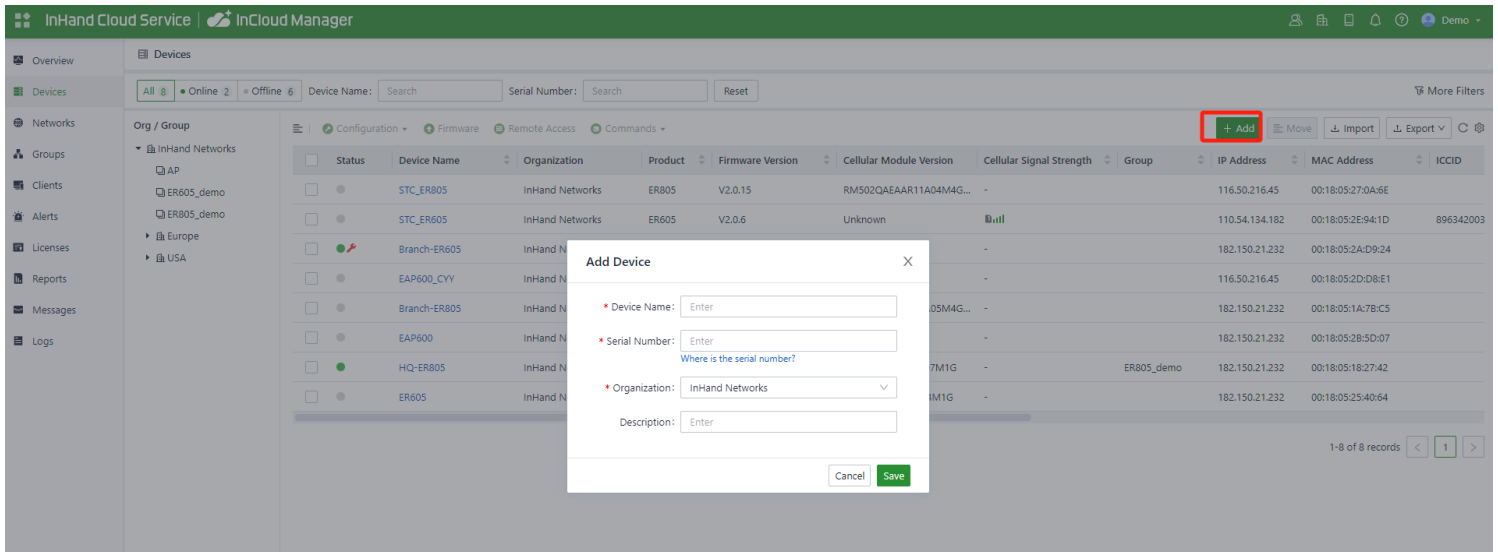 InHand Cloud Service | InCloud Manager Demo
Overview
Devices
Networks
Groups
Clients
Alerts
Licenses
Reports
Messages
Logs
Devices
All 8 Online 2 Offline 6 Device Name: Search Serial Number: Search Reset More Filters
Org / Group
InHand Networks
AP
ER605_demo
ER805_demo
Europe
USA
Configuration Firmware Remote Access Commands + Add Move Import Export
Status Device Name Organization Product Firmware Version Cellular Module Version Cellular Signal Strength Group IP Address MAC Address ICCID
STC_ER805 InHand Networks ER805 V2.0.15 RM502QAEAAR11A04M4G... - 116.50.216.45 00:18:05:27:0A:6E
STC_ER605 InHand Networks ER605 V2.0.6 Unknown 110.54.134.182 00:18:05:2E:94:1D 896342003
Branch-ER605 InHand N - 182.150.21.232 00:18:05:2A:D9:24
EAP600_CYY InHand N - 116.50.216.45 00:18:05:2D:D8:E1
Branch-ER805 InHand N .05M4G... - 182.150.21.232 00:18:05:1A:7B:C5
EAP600 InHand N - 182.150.21.232 00:18:05:2B:5D:07
HQ-ER805 InHand N 7M1G - ER805_demo 182.150.21.232 00:18:05:18:27:42
ER605 InHand N M1G - 182.150.21.232 00:18:05:25:40:64
1-8 of 8 records < 1 >
Add Device X
* Device Name: Enter
* Serial Number: Enter
Where is the serial number?
* Organization: InHand Networks
Description: Enter
Cancel Save